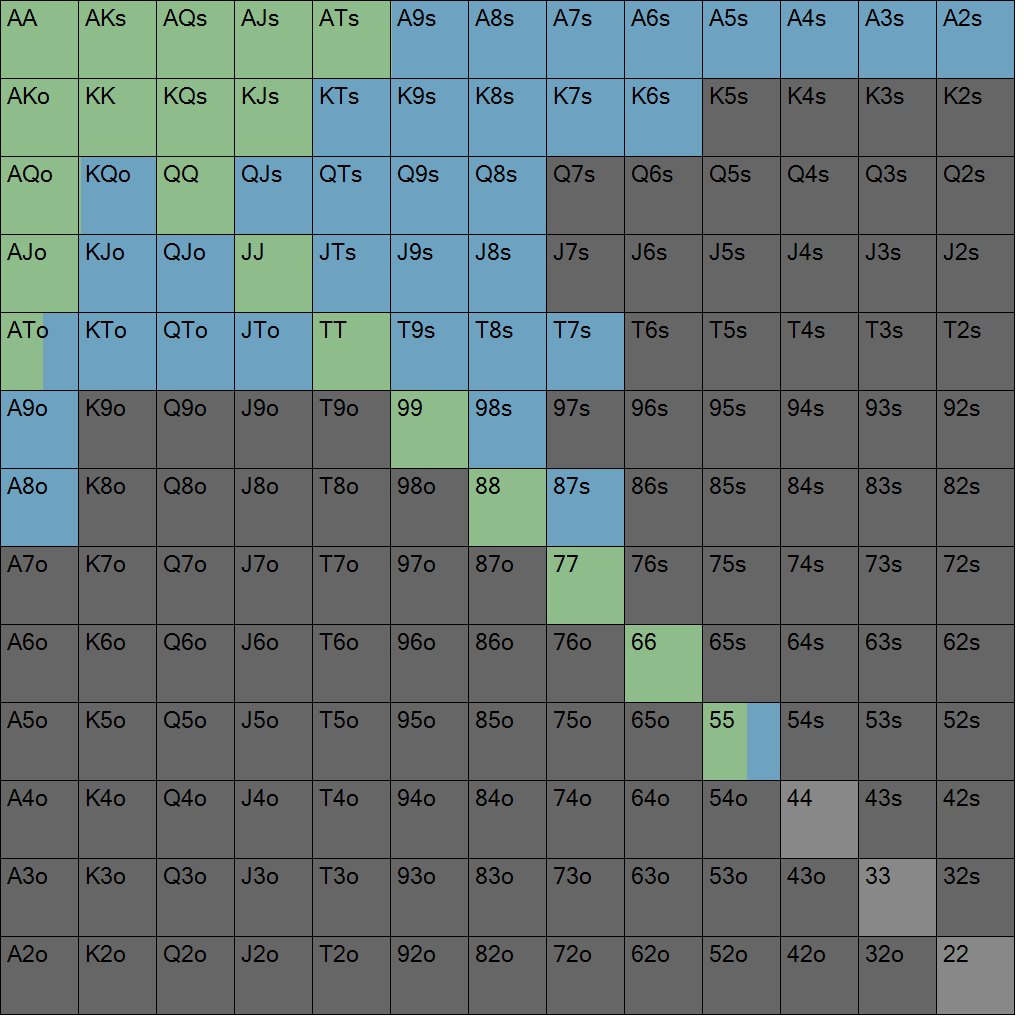 AA AKs AQs AJs ATs A9s A8s A7s A6s A5s A4s A3s A2s
AKo KK KQs KJs KTs K9s K8s K7s K6s K5s K4s K3s K2s
AQo KQo QQ QJs QTs Q9s Q8s Q7s Q6s Q5s Q4s Q3s Q2s
AJo KJo QJo JJ JTs J9s J8s J7s J6s J5s J4s J3s J2s
ATo KTo QTo JTo TT T9s T8s T7s T6s T5s T4s T3s T2s
A9o K9o Q9o J9o T9o 99 98s 97s 96s 95s 94s 93s 92s
A8o K8o Q8o J8o T8o 98o 88 87s 86s 85s 84s 83s 82s
A7o K7o Q7o J7o T7o 97o 87o 77 76s 75s 74s 73s 72s
A6o K6o Q6o J6o T6o 96o 86o 76o 66 65s 64s 63s 62s
A5o K5o Q5o J5o T5o 95o 85o 75o 65o 55 54s 53s 52s
A4o K4o Q4o J4o T4o 94o 84o 74o 64o 54o 44 43s 42s
A3o K3o Q3o J3o T3o 93o 83o 73o 63o 53o 43o 33 32s
A2o K2o Q2o J2o T2o 92o 82o 72o 62o 52o 42o 32o 22